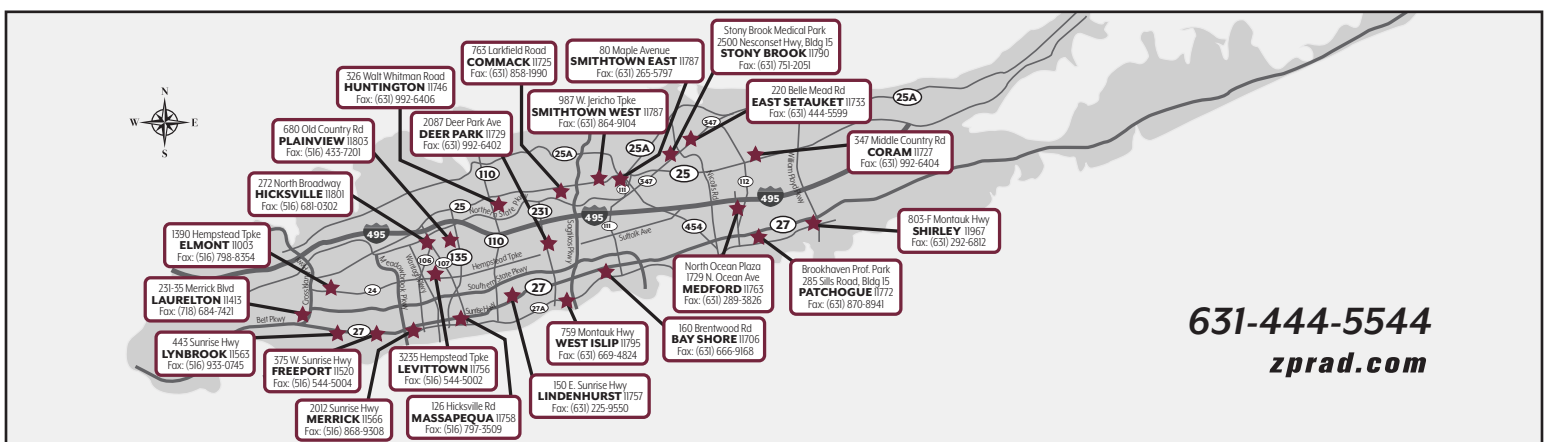 Stony Brook Medical Park
2500 Nesconset Hwy, Bldg 15
STONY BROOK 11790
Fax: (631) 751-2051
763 Larkfield Road
COMMACK 11725
Fax: (631) 858-1990
80 Maple Avenue
SMITHTOWN EAST 11787
Fax: (631) 265-5797
326 Walt Whitman Road
HUNTINGTON 11746
Fax: (631) 992-6406
987 W. Jericho Tpke
SMITHTOWN WEST 11787
Fax: (631) 864-9104
220 Belle Mead Rd
EAST SETAUKET 11733
Fax: (631) 444-5599
2087 Deer Park Ave
DEER PARK 11729
Fax: (631) 992-6402
680 Old Country Rd
PLAINVIEW 11803
Fax: (516) 433-7201
347 Middle Country Rd
CORAM 11727
Fax: (631) 992-6404
272 North Broadway
HICKSVILLE 11801
Fax: (516) 681-0302
1390 Hempstead Tpke
ELMONT 11003
Fax: (516) 798-8354
803-F Montauk Hwy
SHIRLEY 11967
Fax: (631) 292-6812
231-35 Merrick Blvd
LAURELTON 11413
Fax: (718) 684-7421
North Ocean Plaza
1729 N. Ocean Ave
MEDFORD 11763
Fax: (631) 289-3826
Brookhaven Prof. Park
285 Sills Road, Bldg 15
PATCHOGUE 11772
Fax: (631) 870-8941
443 Sunrise Hwy
LYNBROOK 11563
Fax: (516) 933-0745
375 W. Sunrise Hwy
FREEPORT 11520
Fax: (516) 544-5004
3235 Hempstead Tpke
LEVITTOWN 11756
Fax: (516) 544-5002
759 Montauk Hwy
WEST ISLIP 11795
Fax: (631) 669-4824
160 Brentwood Rd
BAY SHORE 11706
Fax: (631) 666-9168
150 E. Sunrise Hwy
LINDENHURST 11757
Fax: (631) 225-9550
2012 Sunrise Hwy
MERRICK 11566
Fax: (516) 868-9308
126 Hicksville Rd
MASSAPEQUA 11758
Fax: (516) 797-3509
N
W
E
S
25A
347
25A
25A
110
25
347
111
112
William Floyd Pkwy
Nicolls Rd
Northern State Pkwy
25
231
495
495
495
110
111
454
27
Suffolk Ave
Sagtikos Pkwy
135
106
107
Hempstead Tpke
Southern State Pkwy
Meadowbrook Pkwy
24
27
27A
Belt Pkwy
27
631-444-5544
zprad.com